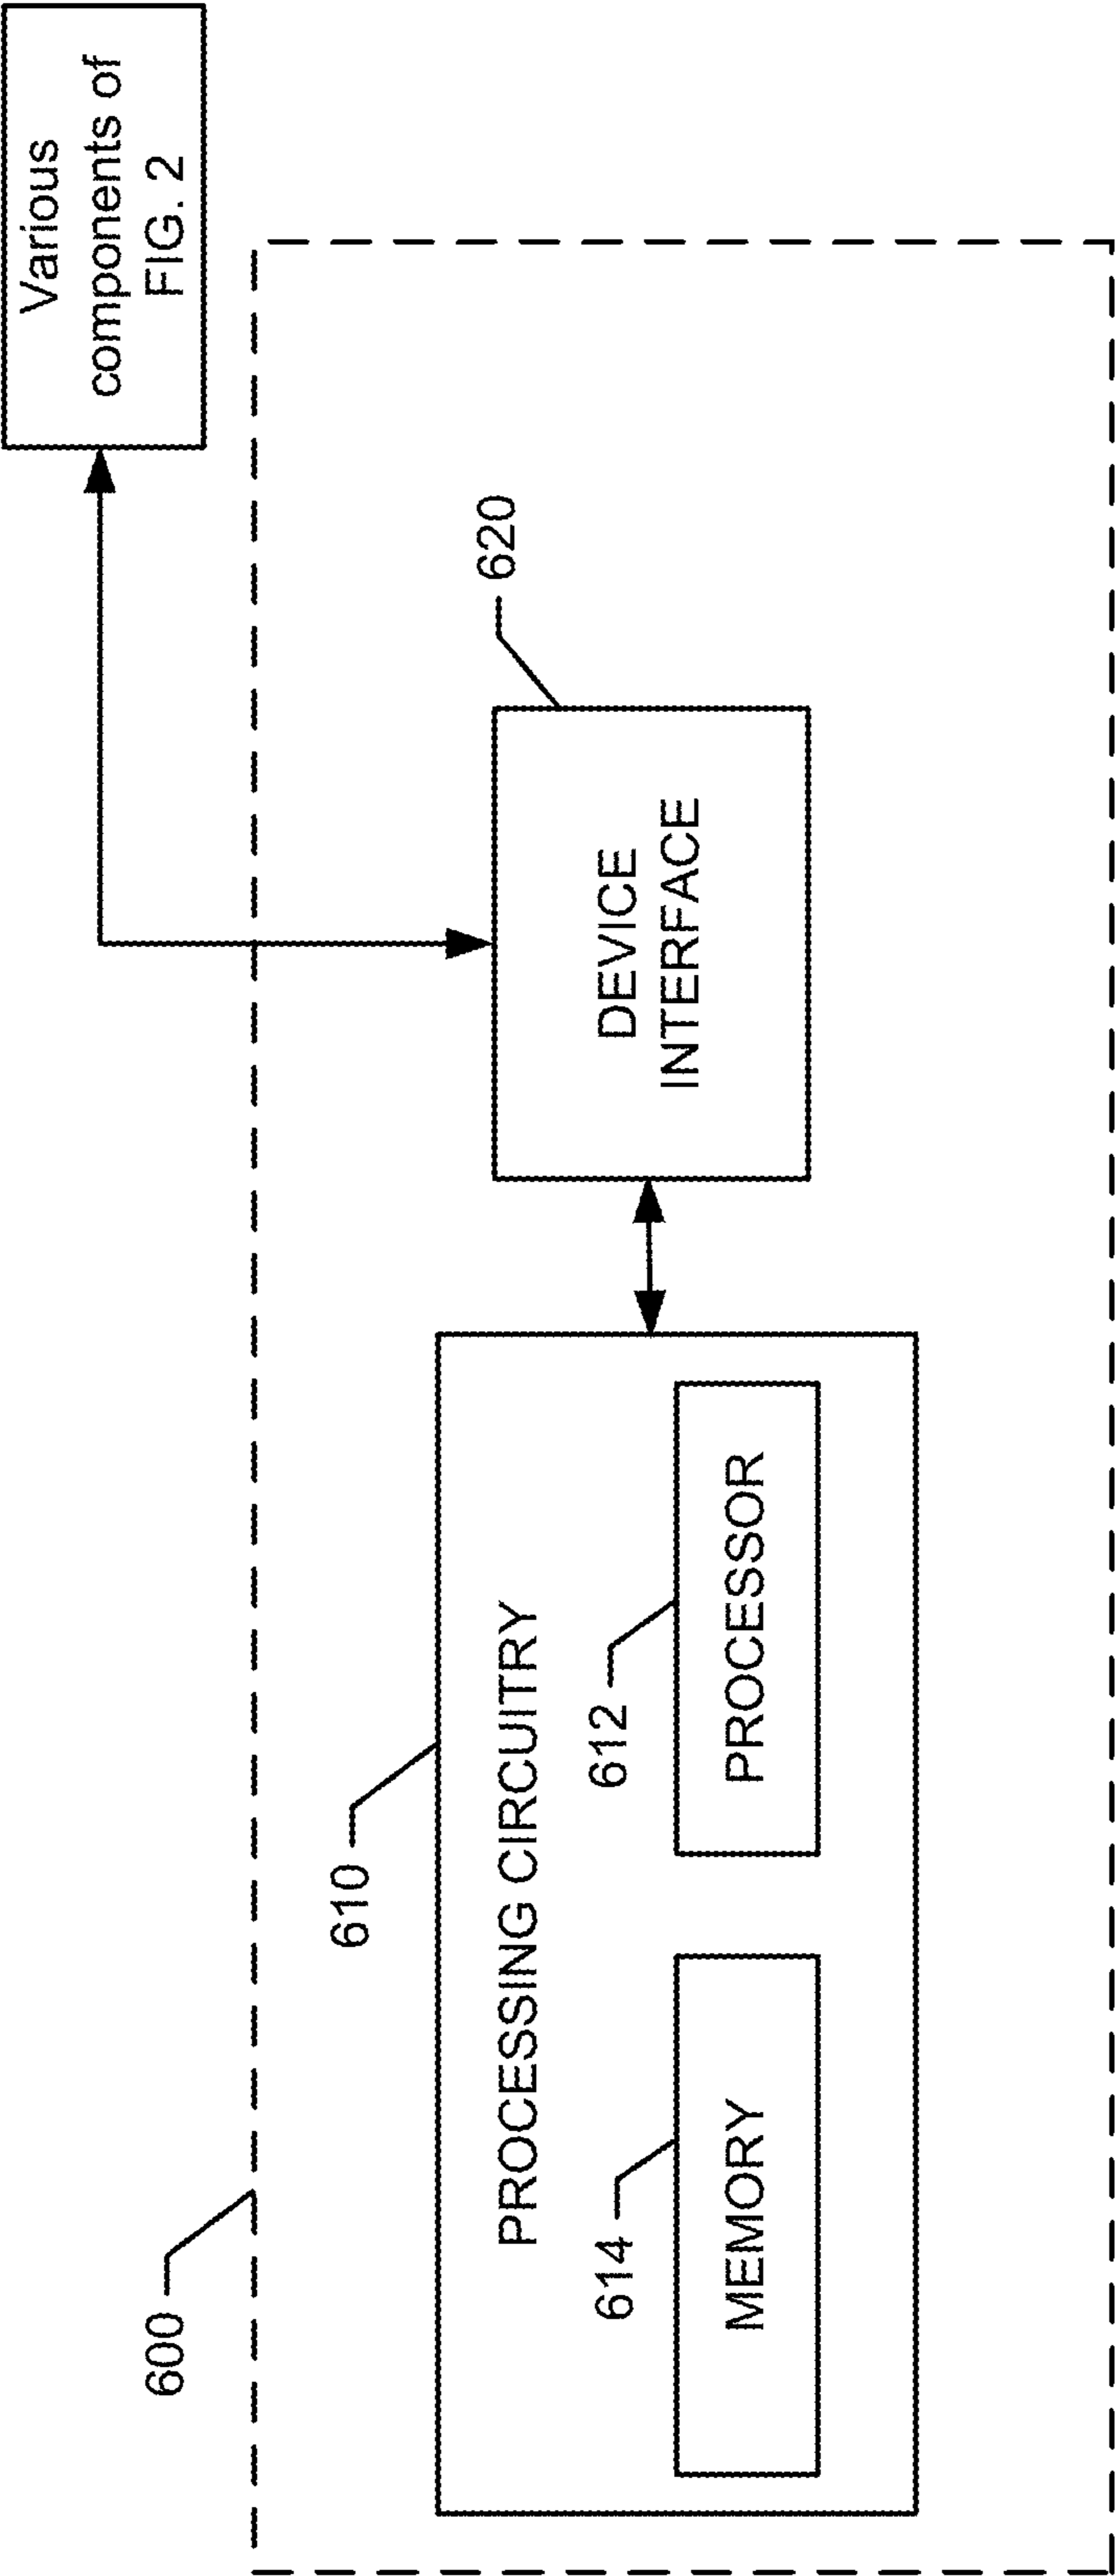 Various
components of
FIG. 2
600
610
PROCESSING CIRCUITRY
614
MEMORY
612
PROCESSOR
620
DEVICE
INTERFACE